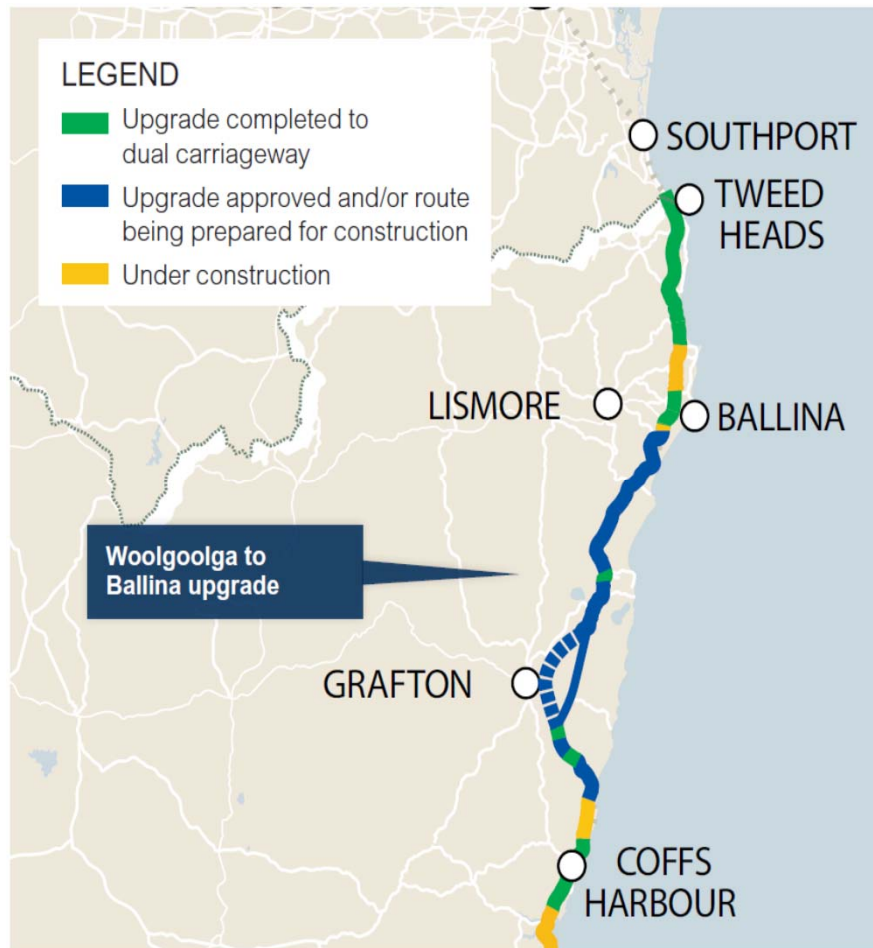 LEGEND
Upgrade completed to
dual carriageway
Upgrade approved and/or route
being prepared for construction
Under construction
SOUTHPORT
TWEED
HEADS
LISMORE
BALLINA
Woolgoolga to
Ballina upgrade
GRAFTON
COFFS
HARBOUR